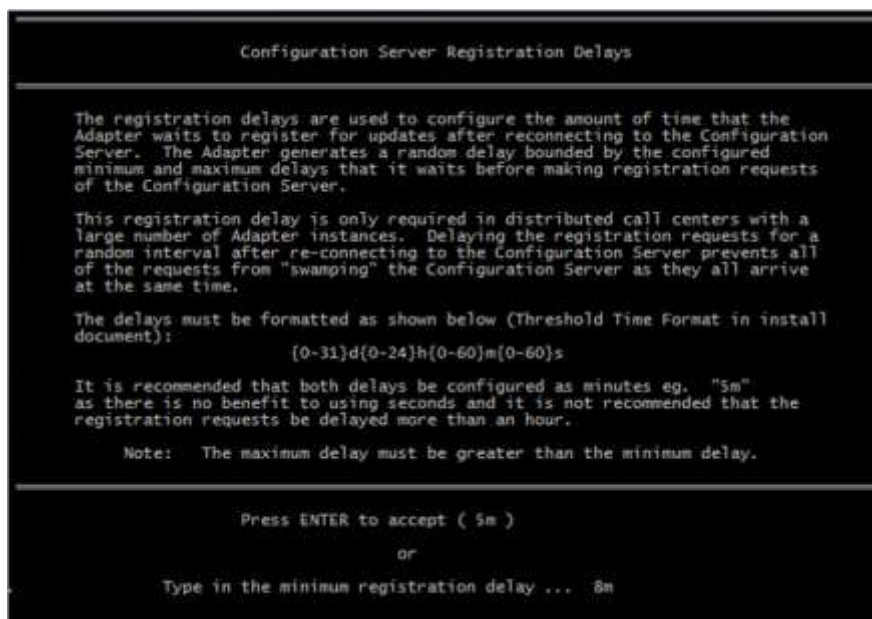 Configuration Server Registration Delays
The registration delays are used to configure the amount of time that the
Adapter waits to register for updates after reconnecting to the Configuration
Server. The Adapter generates a random delay bounded by the configured
minimum and maximum delays that it waits before making registration requests
of the Configuration Server.
This registration delay is only required in distributed call centers with a
large number of Adapter instances. Delaying the registration requests for a
random interval after re-connecting to the Configuration Server prevents all
of the requests from "swamping" the Configuration Server as they all arrive
at the same time.
The delays must be formatted as shown below (Threshold Time Format in install
document):
{0-31}d{0-24}h{0-60}m{0-60}s
It is recommended that both delays be configured as minutes eg. "5m"
as there is no benefit to using seconds and it is not recommended that the
registration requests be delayed more than an hour.
Note: The maximum delay must be greater than the minimum delay.
Press ENTER to accept ( 5m )
or
Type in the minimum registration delay ... 8m